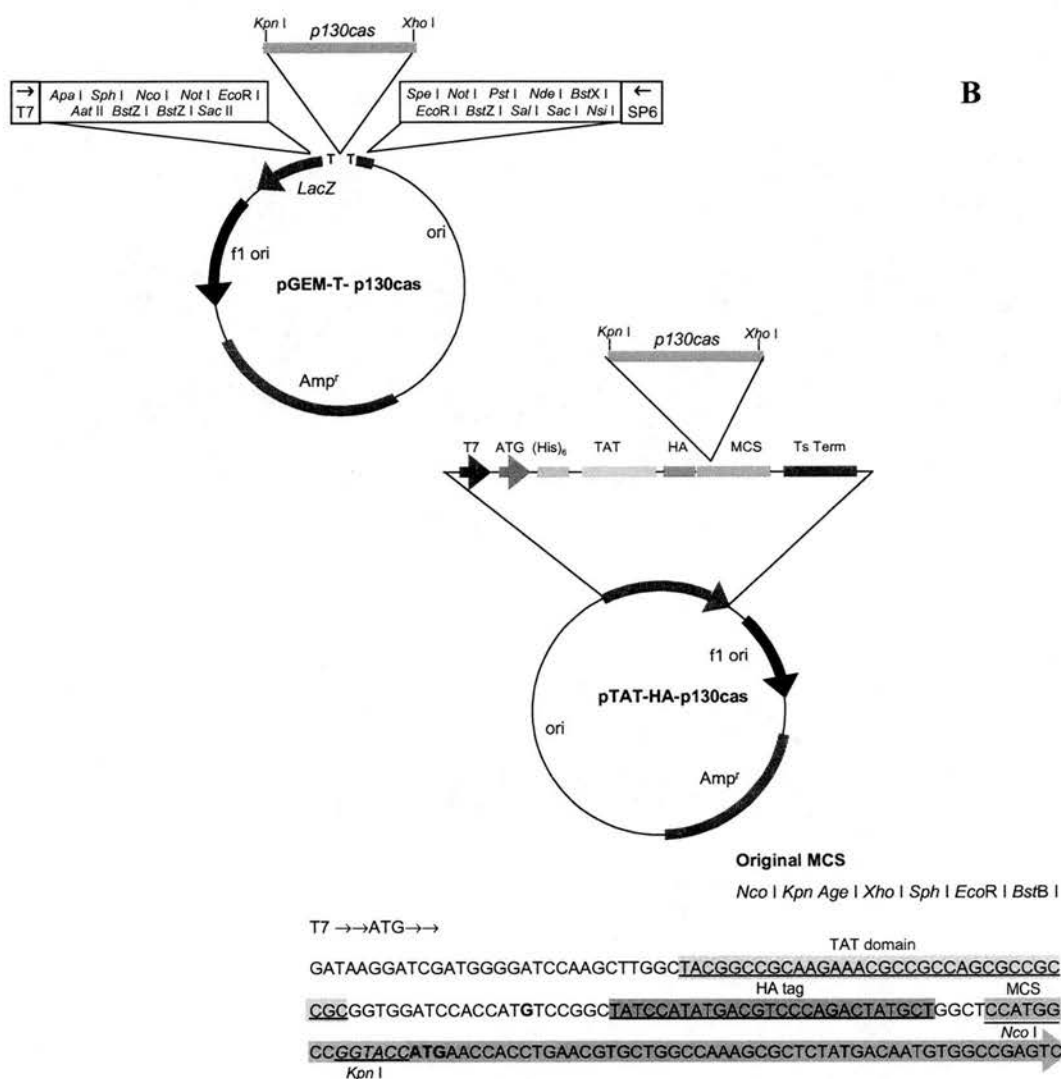 Kpn I Xho I
p130cas
B
→ T7
Apa I Sph I Nco I Not I EcoR I
Aat II BstZ I BstZ I Sac II
Spe I Not I Pst I Nde I BstX I
EcoR I BstZ I Sal I Sac I Nsi I
← SP6
T T
LacZ
ori
f1 ori
pGEM-T- p130cas
Ampʳ
Kpn I Xho I
p130cas
T7 ATG (His)₆ TAT HA MCS Ts Term
f1 ori
pTAT-HA-p130cas
ori
Ampʳ
Original MCS
Nco I Kpn Age I Xho I Sph I EcoR I BstB I
T7 →→ATG→→
TAT domain
GATAAGGATCGATGGGGATCCAAGCTTGGCTACGGCCGCAAGAAACGCCGCCAGCGCCGC
HA tag MCS
CGCGGTGGATCCACCATGTCCGGCTATCCATATGACGTCCCAGACTATGCTGGCTCCATGG
Nco I
CCGGTACCATGAACCACCTGAACGTGCTGGCCAAAGCGCTCTATGACAATGTGGCCGAGTC
Kpn I